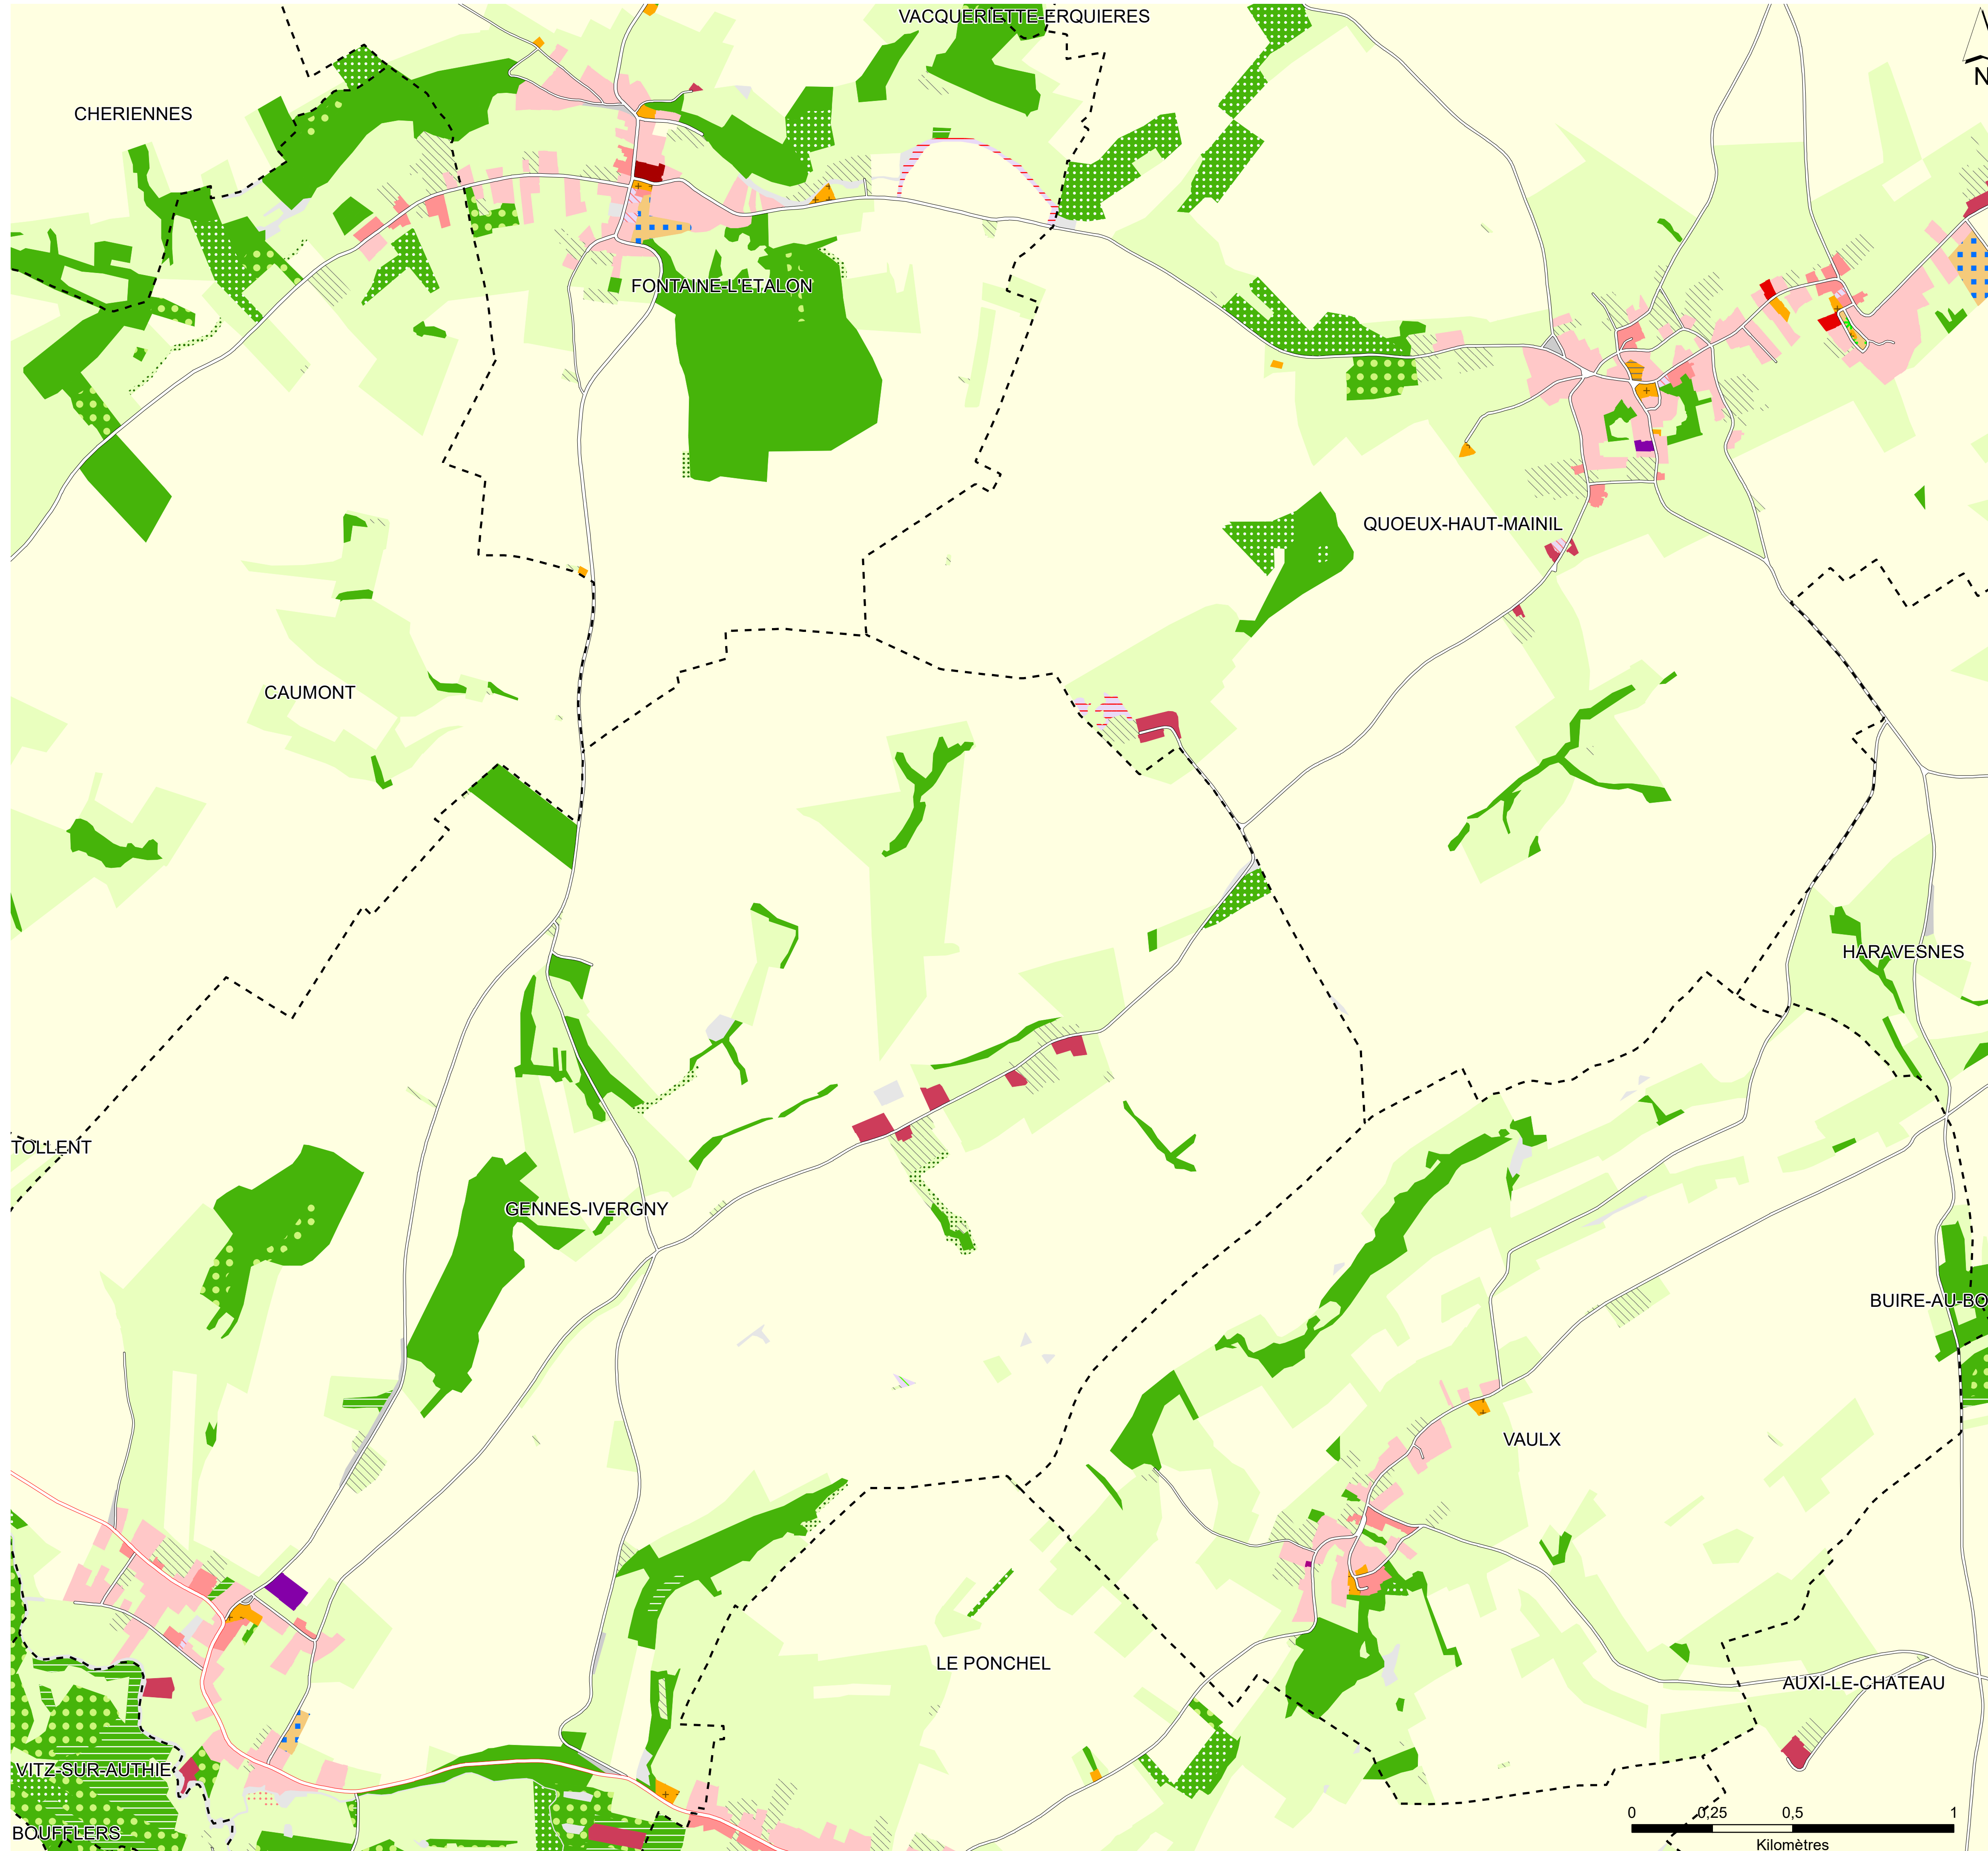 VACQUERIETTE-ERQUIERES
N
CHERIENNES
FONTAINE-L'ETALON
QUOEUX-HAUT-MAINIL
CAUMONT
HARAVESNES
TOLLENT
GENNES-IVERGNY
BUIRE-AU-BO
VAULX
LE PONCHEL
AUXI-LE-CHATEAU
VITZ-SUR-AUTHIE
BOUFFLERS
0 0,25 0,5 1
Kilomètres